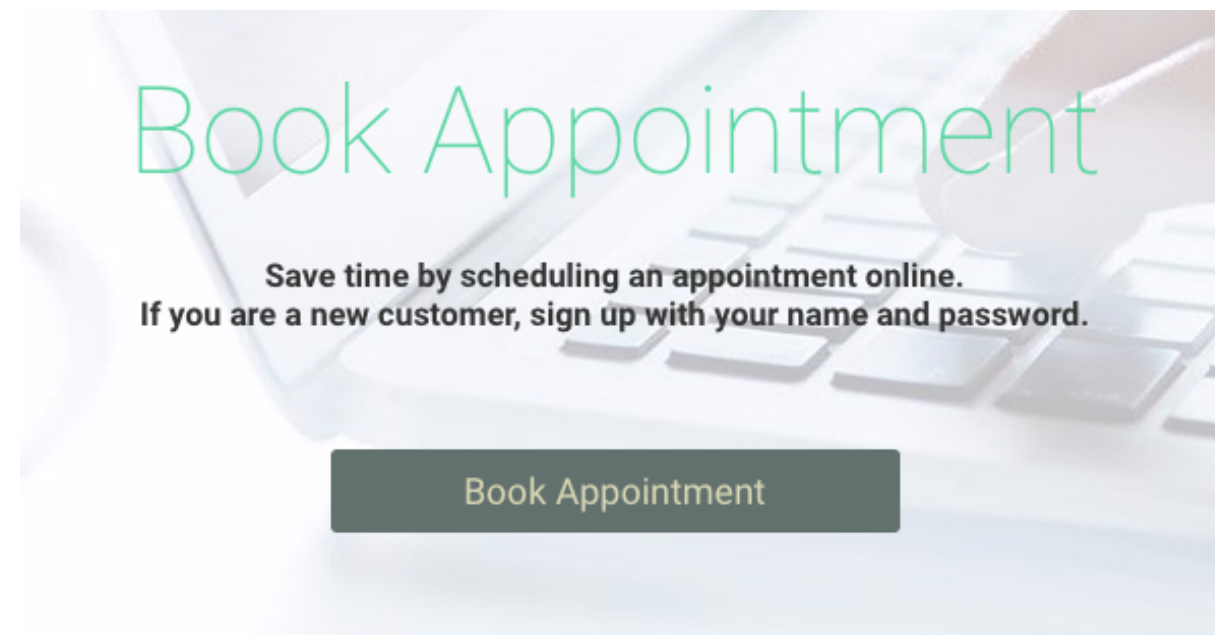 Book Appointment
Save time by scheduling an appointment online.
If you are a new customer, sign up with your name and password.
Book Appointment